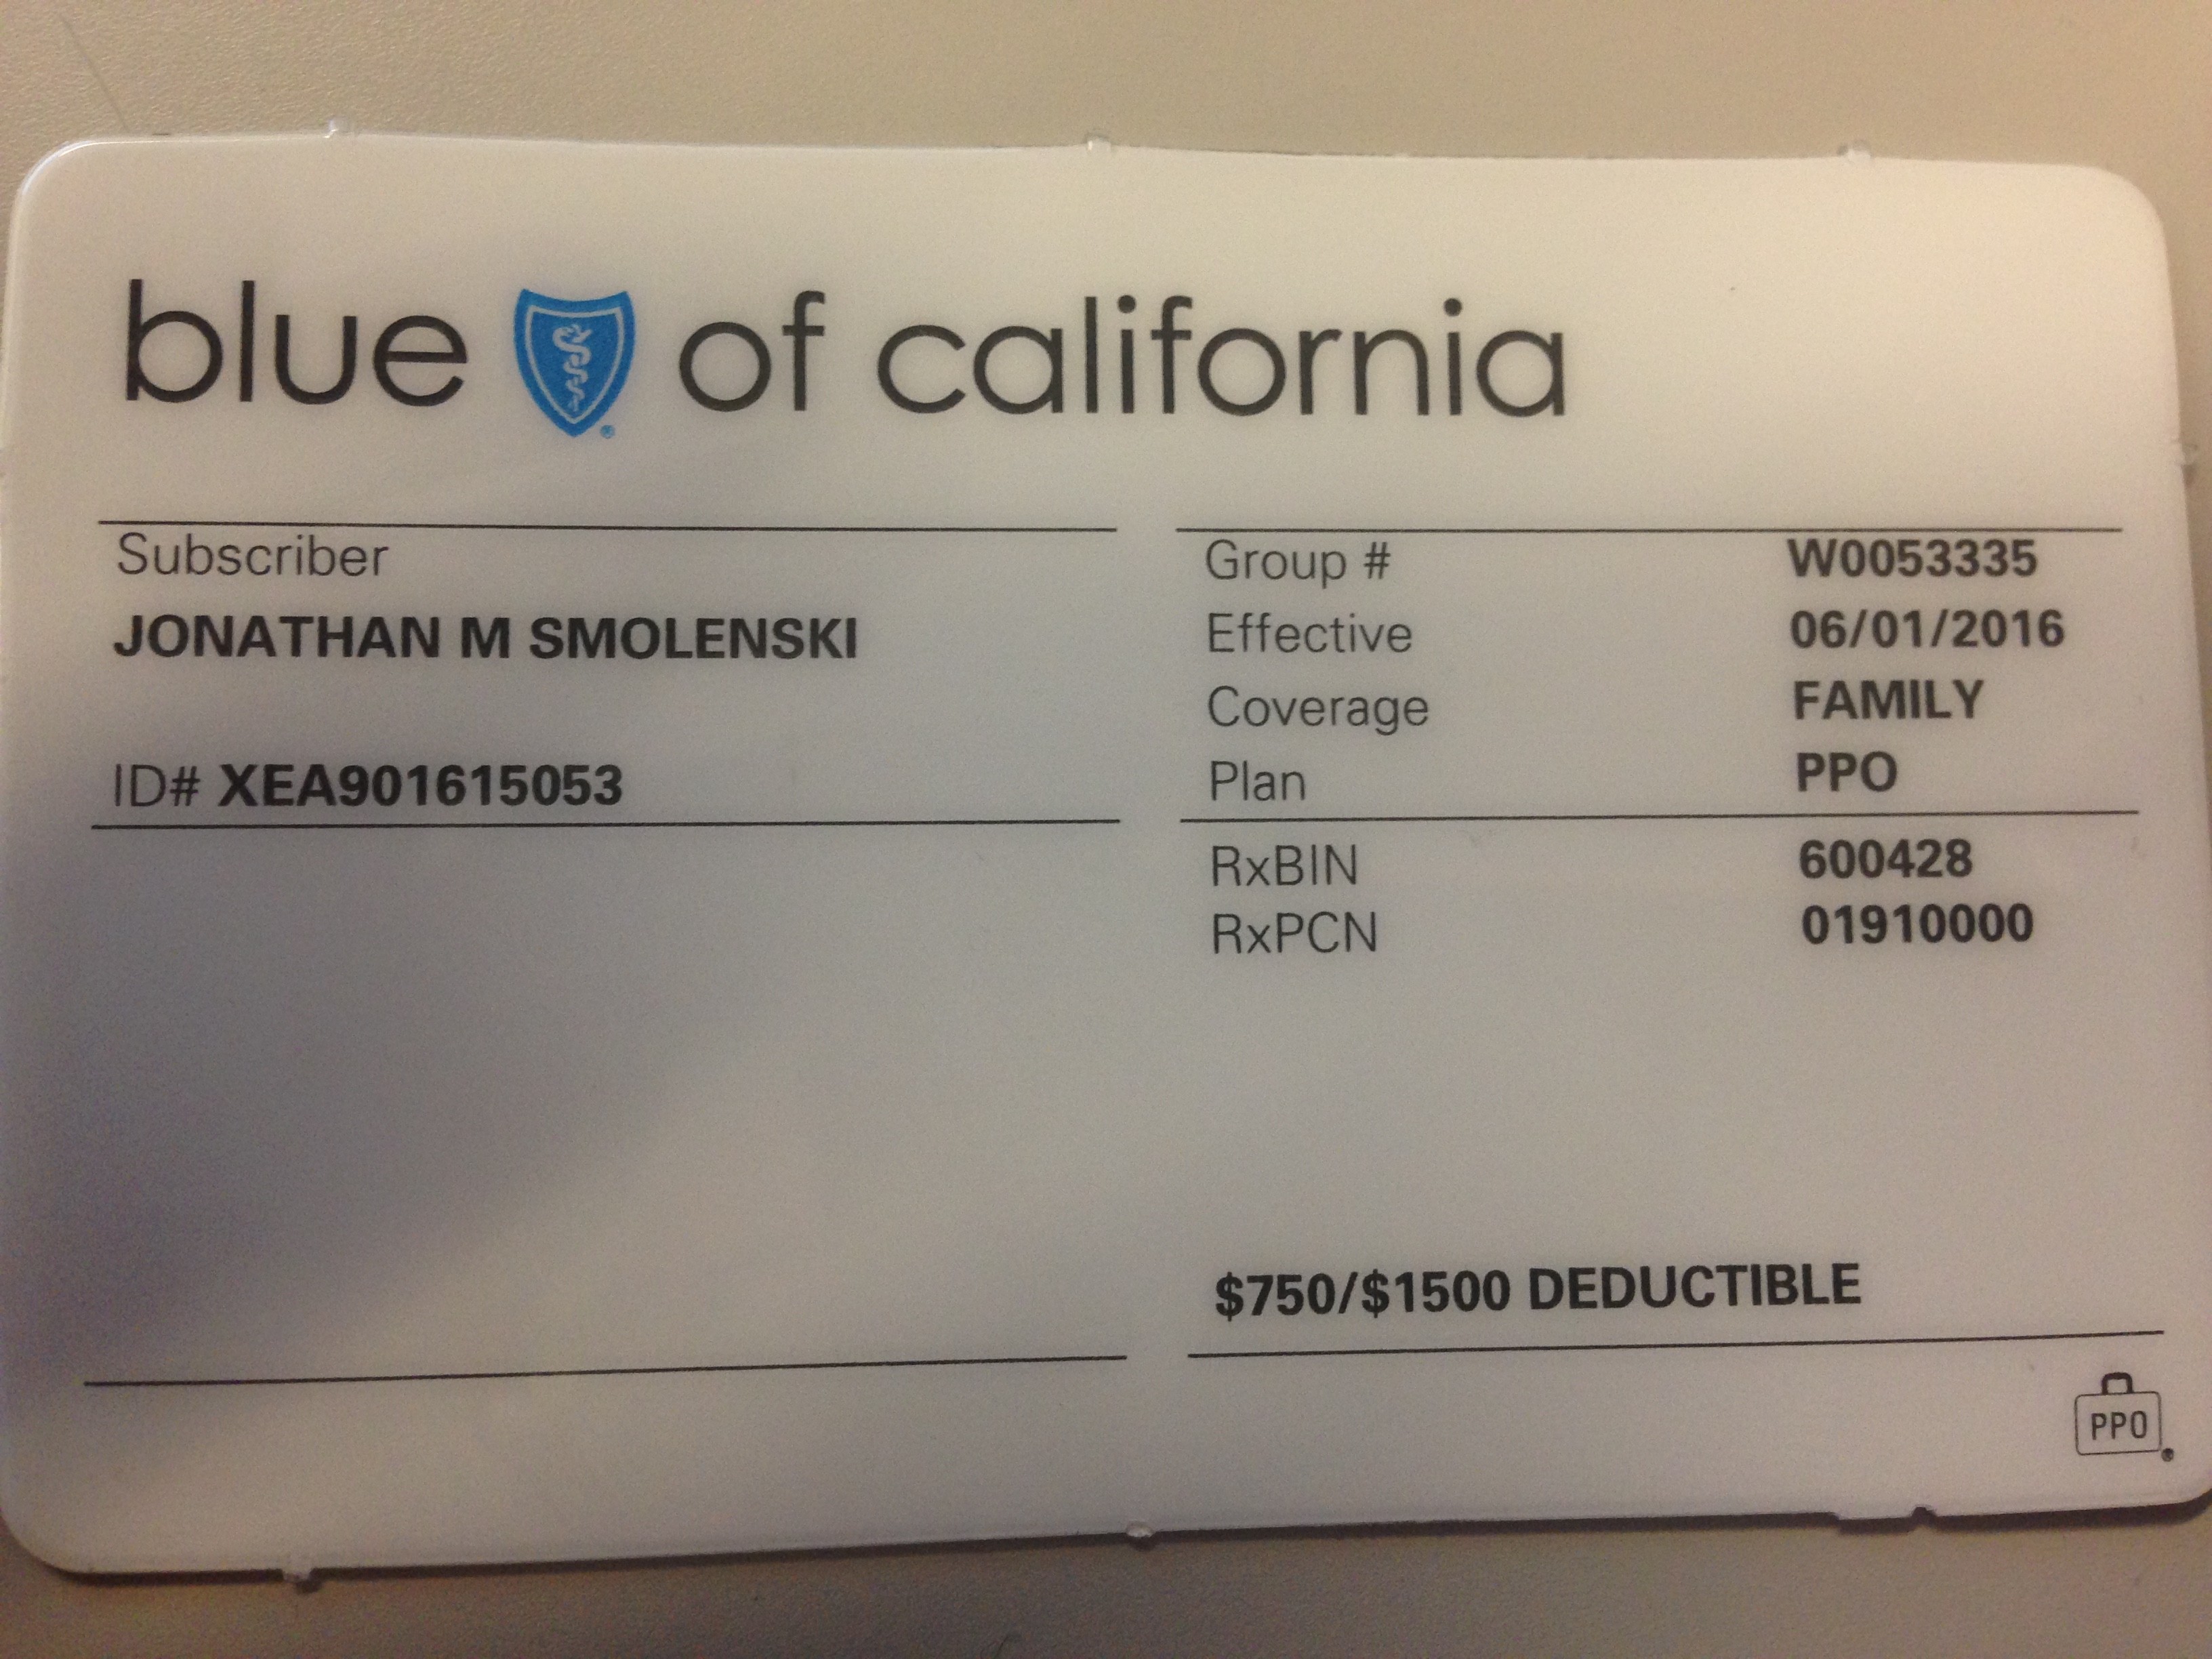 blue of california
Subscriber
JONATHAN M SMOLENSKI
ID# XEA901615053
Group # W0053335
Effective 06/01/2016
Coverage FAMILY
Plan PPO
RxBIN 600428
RxPCN 01910000
$750/$1500 DEDUCTIBLE
PPO